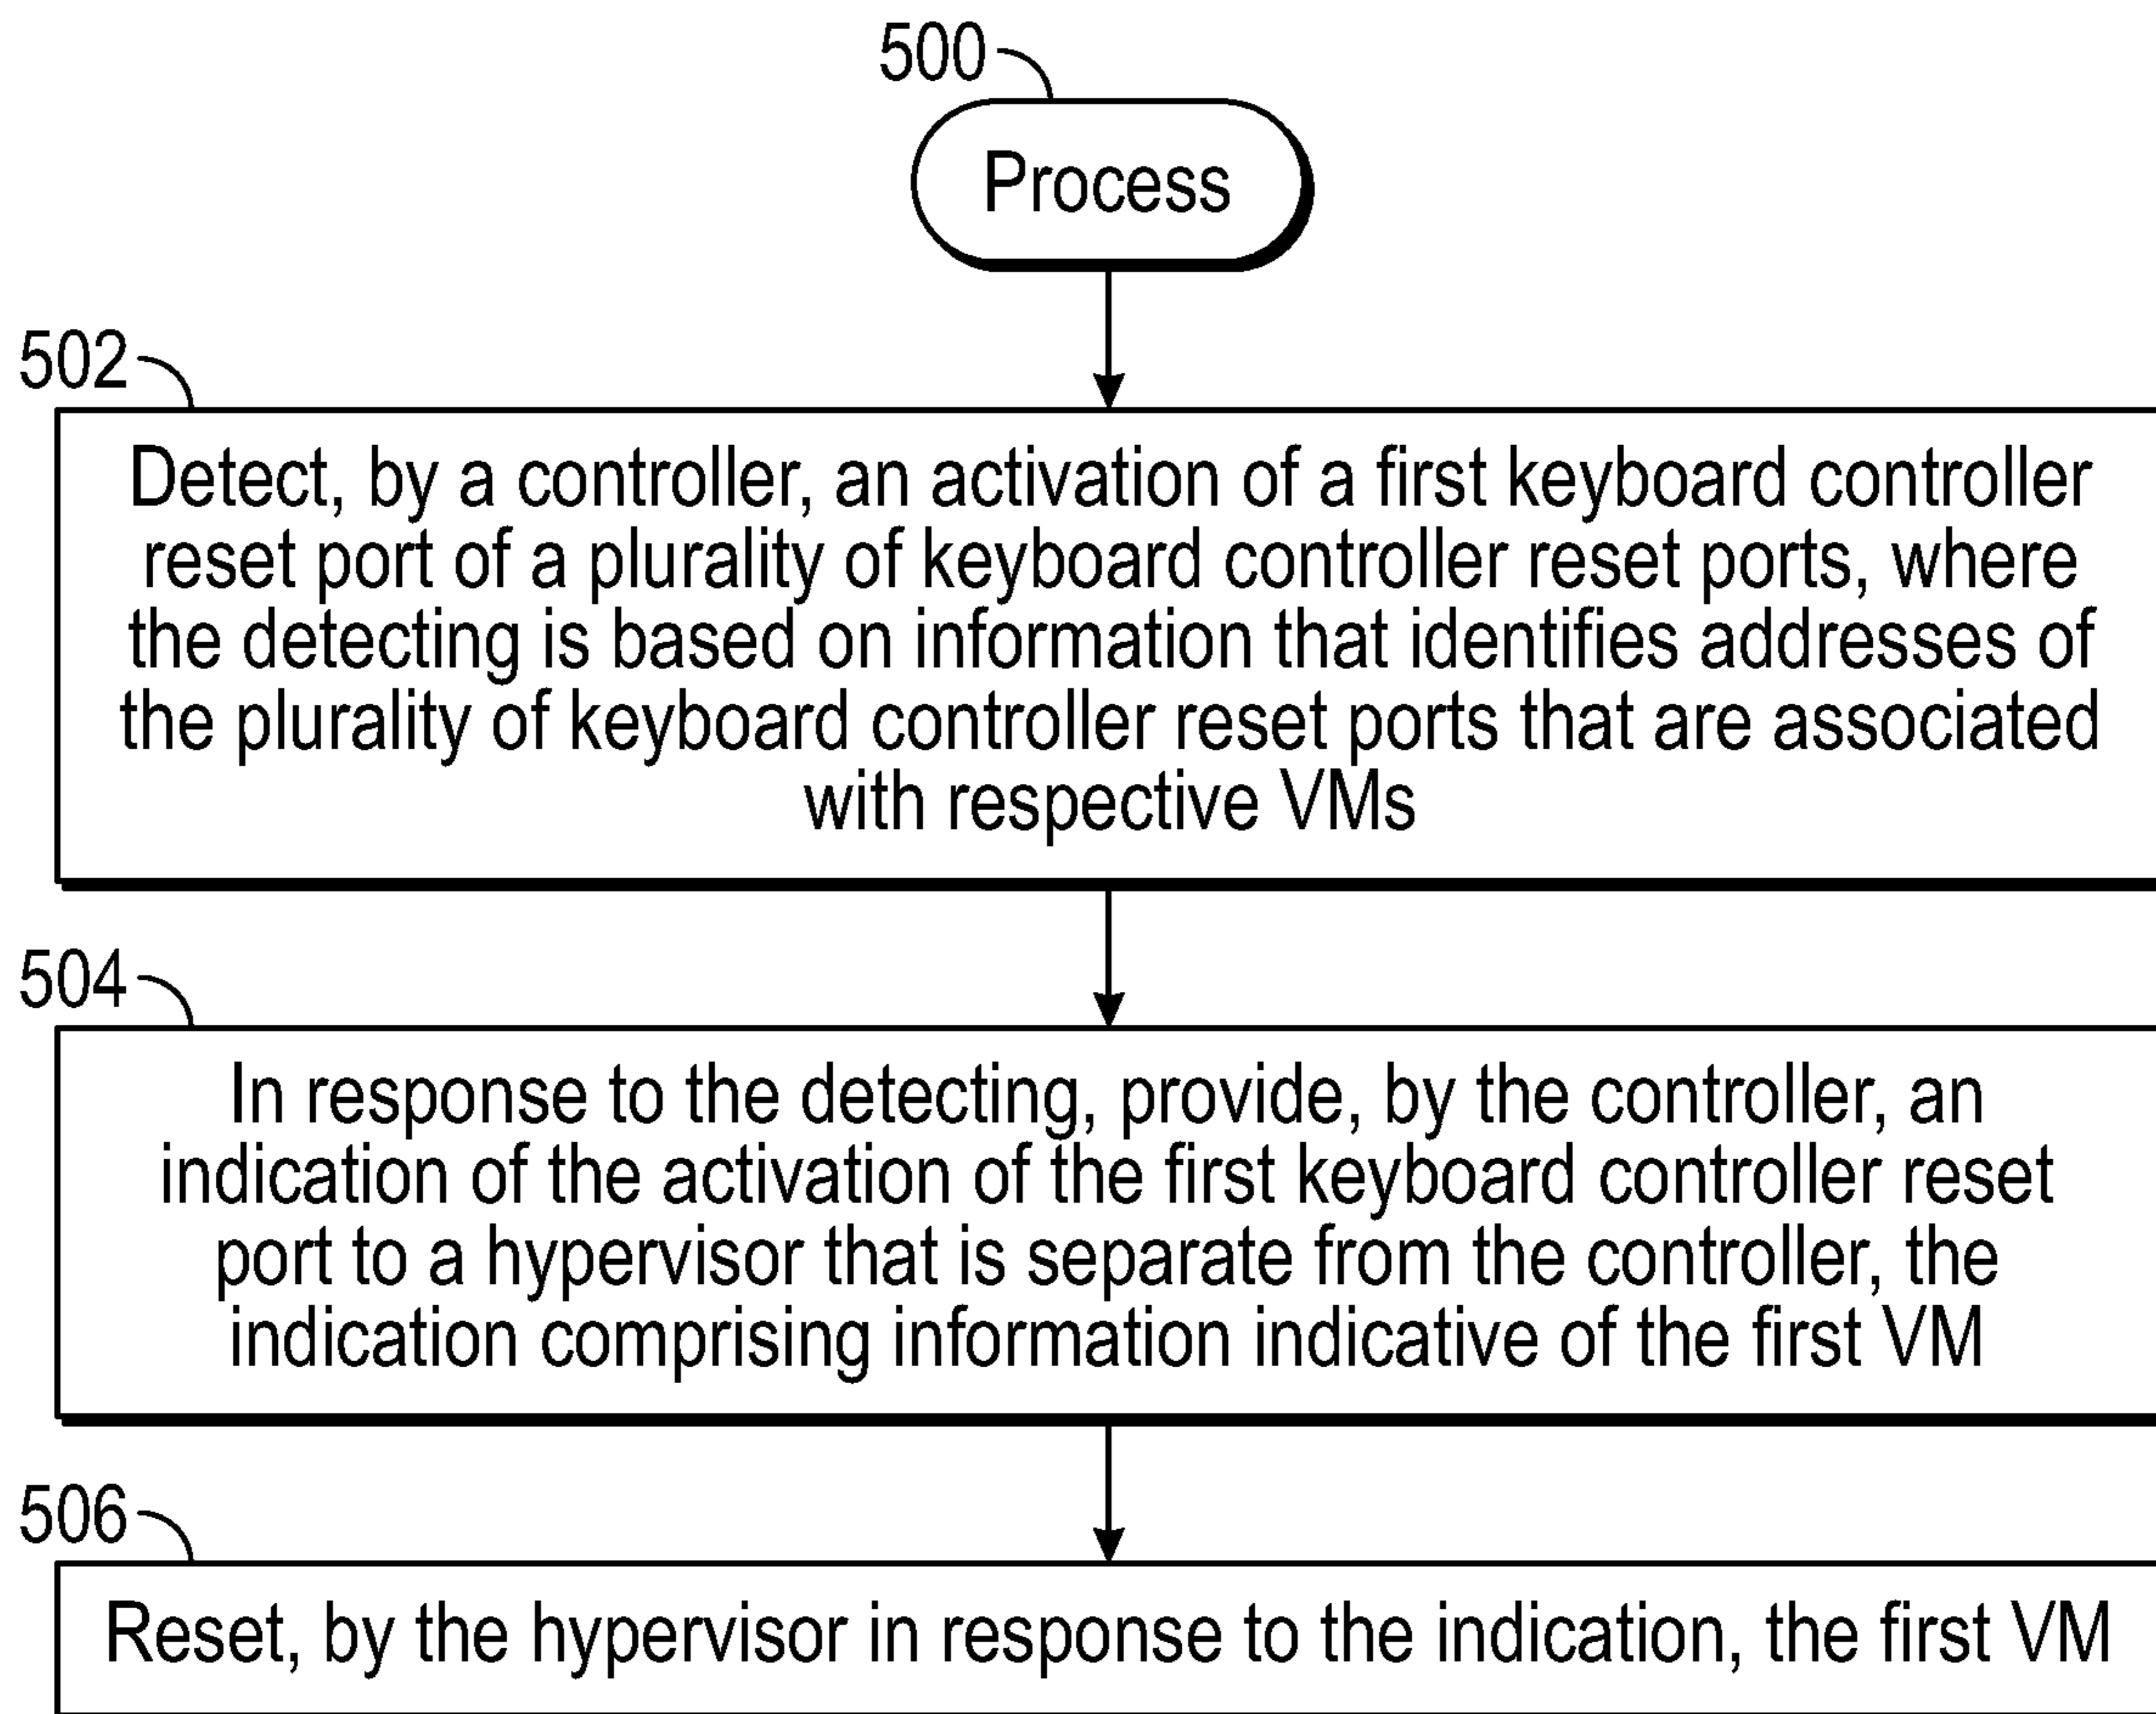 500
Process
502
Detect, by a controller, an activation of a first keyboard controller
reset port of a plurality of keyboard controller reset ports, where
the detecting is based on information that identifies addresses of
the plurality of keyboard controller reset ports that are associated
with respective VMs
504
In response to the detecting, provide, by the controller, an
indication of the activation of the first keyboard controller reset
port to a hypervisor that is separate from the controller, the
indication comprising information indicative of the first VM
506
Reset, by the hypervisor in response to the indication, the first VM